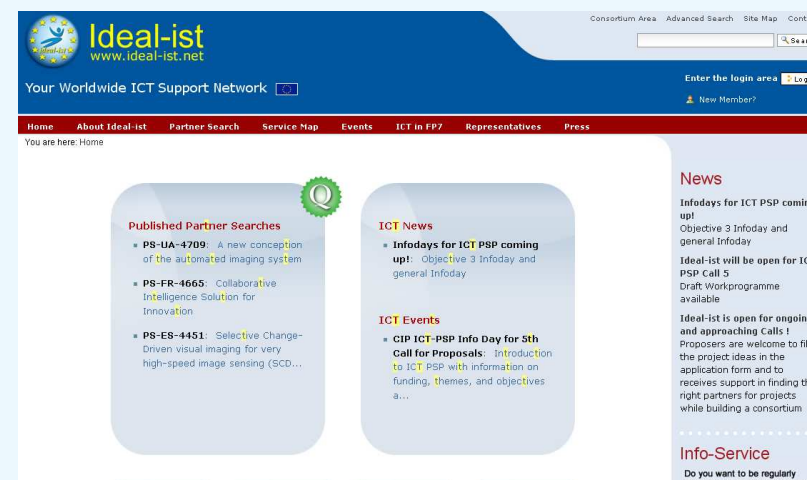 Consortium Area Advanced Search Site Map
Ideal-ist
www.ideal-ist.net
Your Worldwide ICT Support Network
Enter the login area
New Member?
Home About Ideal-ist Partner Search Service Map Events ICT in FP7 Representatives Press
You are here: Home
Q
Published Partner Searches
PS-UA-4709: A new conception
of the automated imaging system
PS-FR-4665: Collaborative
Intelligence Solution for
Innovation
PS-ES-4451: Selective Change-
Driven visual imaging for very
high-speed image sensing (SCD...
ICT News
Infodays for ICT PSP coming
up!: Objective 3 Infoday and
general Infoday
ICT Events
CIP ICT-PSP Info Day for 5th
Call for Proposals: Introduction
to ICT PSP with information on
funding, themes, and objectives
a...
News
Infodays for ICT PSP
up!
Objective 3 Infoday and
general Infoday
Ideal-ist will be open for
PSP Call 5
Draft Workprogramme
available
Ideal-ist is open for
and approaching Calls !
Proposers are welcome to
the project ideas in the
application form and to
receives support in finding
right partners for projects
while building a consortium
Info-Service
Do you want to be regularly